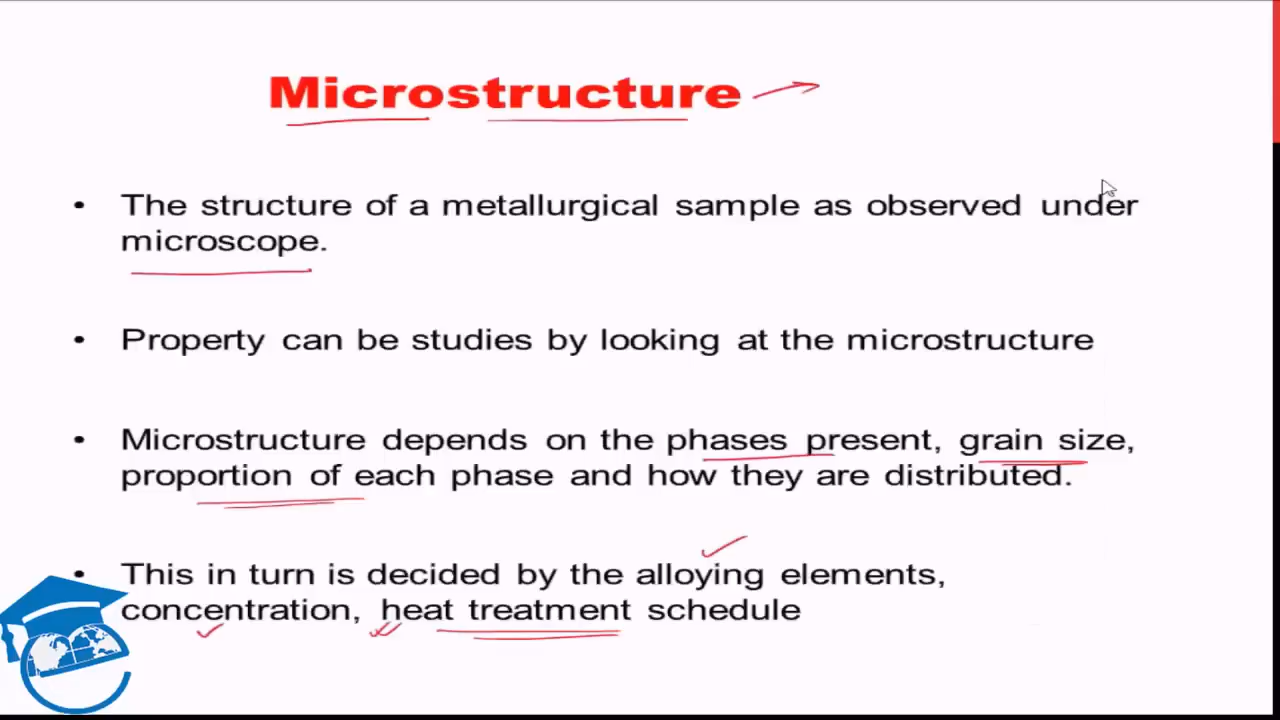 Microstructure
• The structure of a metallurgical sample as observed under
microscope.
• Property can be studies by looking at the microstructure
• Microstructure depends on the phases present, grain size,
proportion of each phase and how they are distributed.
• This in turn is decided by the alloying elements,
concentration, heat treatment schedule